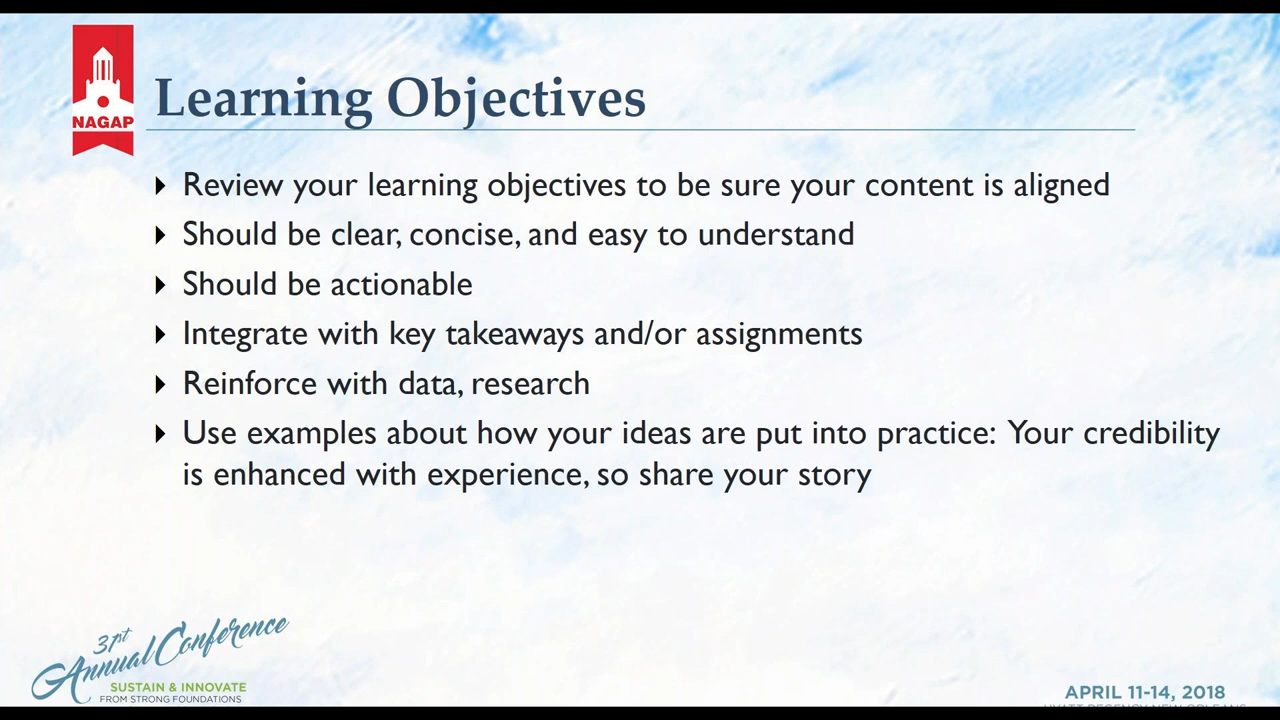 NAGAP
Learning Objectives
Review your learning objectives to be sure your content is aligned
Should be clear, concise, and easy to understand
Should be actionable
Integrate with key takeaways and/or assignments
Reinforce with data, research
Use examples about how your ideas are put into practice: Your credibility
is enhanced with experience, so share your story
31st
Annual Conference
SUSTAIN & INNOVATE
FROM STRONG FOUNDATIONS
APRIL 11-14, 2018